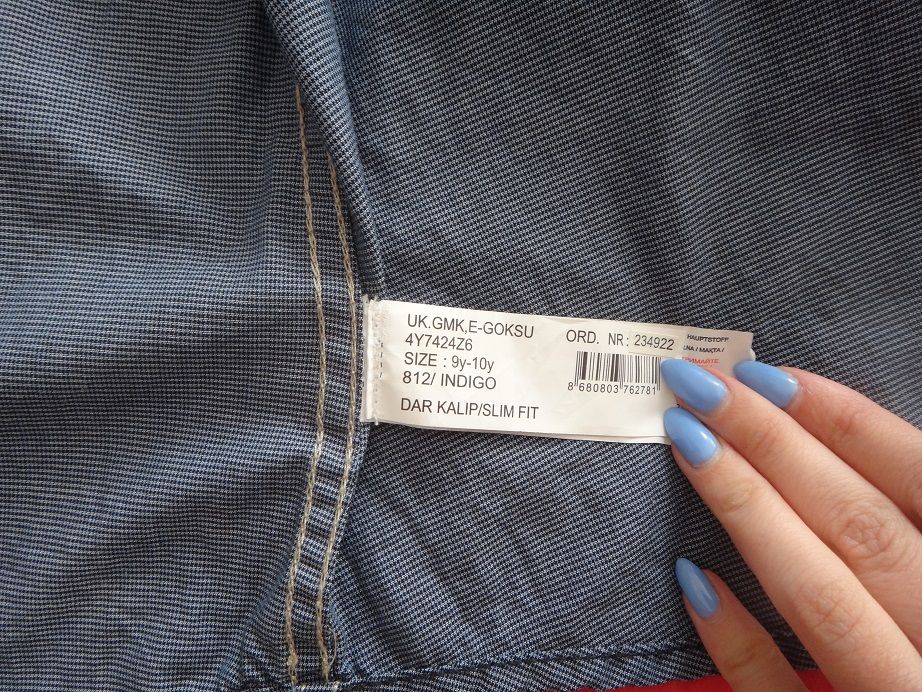 UK.GMK,E-GOKSU
4Y7424Z6
SIZE : 9y-10y
812/ INDIGO
DAR KALIP/SLIM FIT
ORD. NR: 234922
8 680803 762781
HAUPTSTOFF
/ МАКТА /